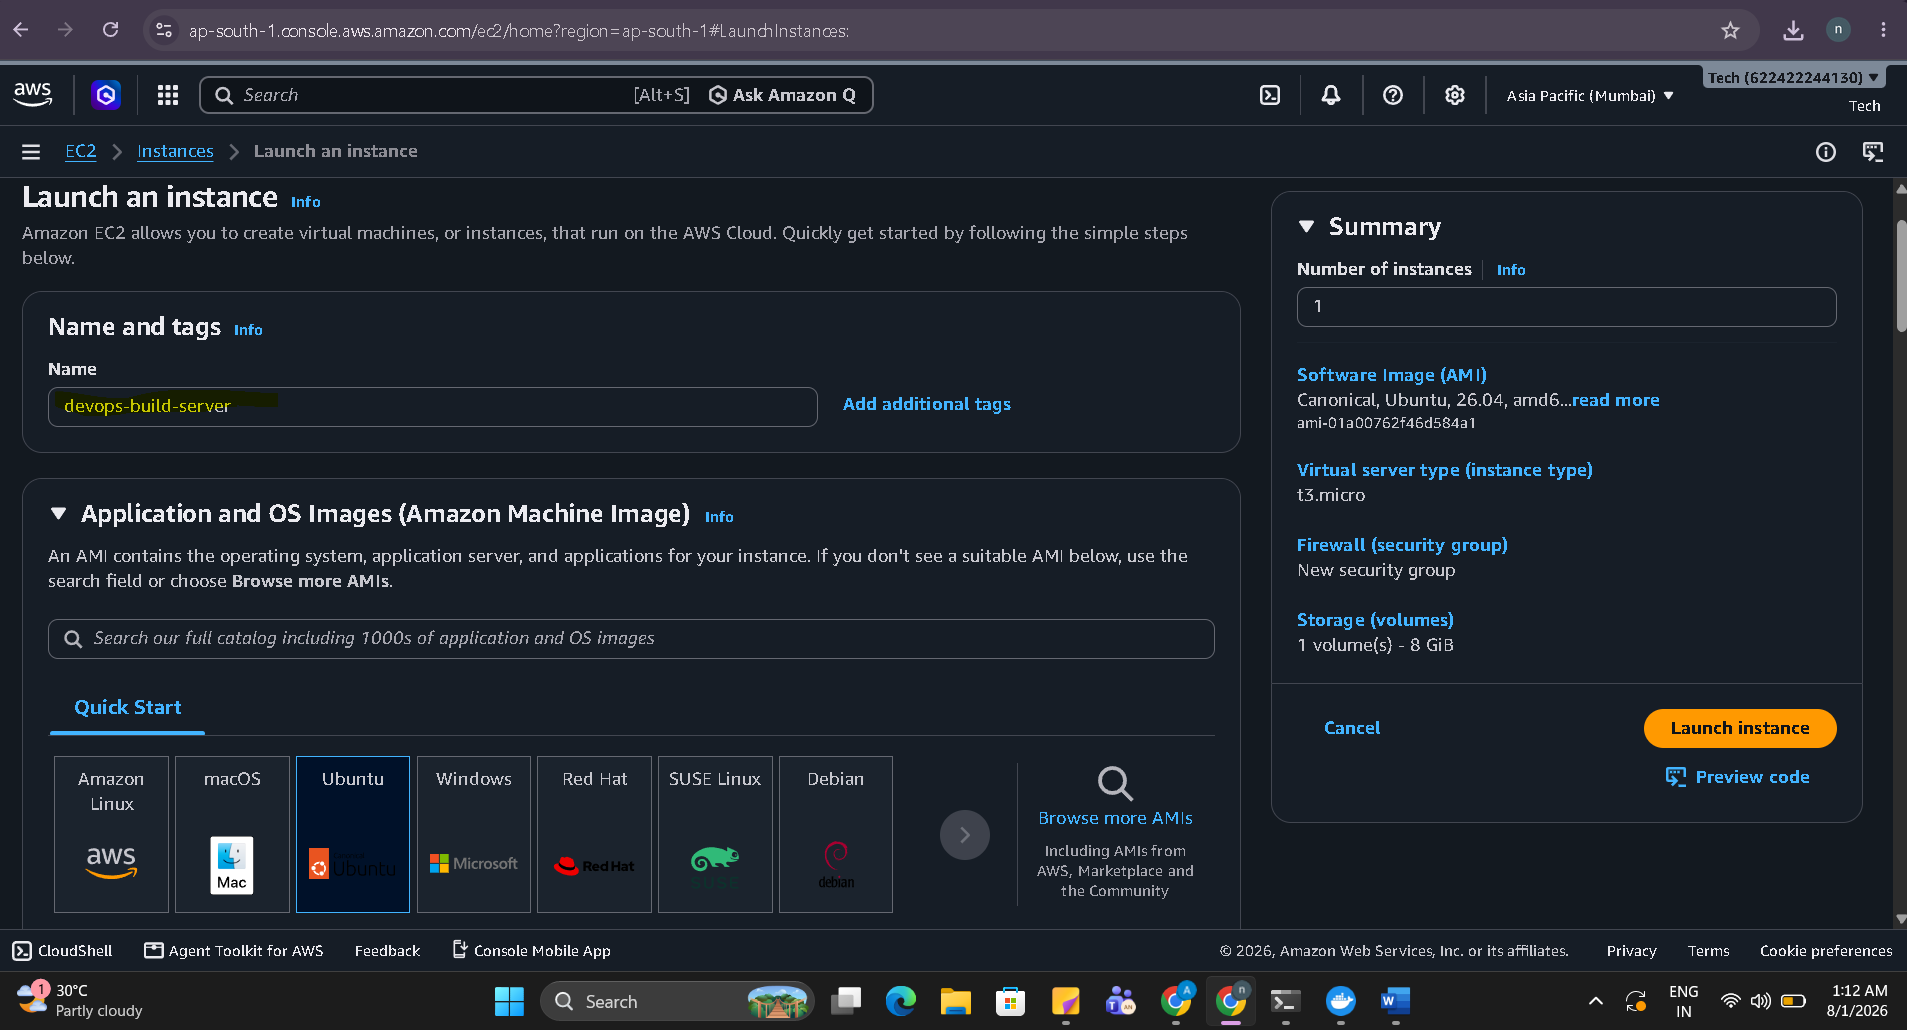 ap-south-1.console.aws.amazon.com/ec2/home?region=ap-south-1#LaunchInstances:
n
aws
Search
[Alt+S]
Ask Amazon Q
Asia Pacific (Mumbai)
Tech (622422244130)
Tech
EC2
Instances
Launch an instance
Launch an instance Info
Amazon EC2 allows you to create virtual machines, or instances, that run on the AWS Cloud. Quickly get started by following the simple steps
below.
Name and tags Info
Name
devops-build-server
Add additional tags
Application and OS Images (Amazon Machine Image) Info
An AMI contains the operating system, application server, and applications for your instance. If you don't see a suitable AMI below, use the
search field or choose Browse more AMIs.
Search our full catalog including 1000s of application and OS images
Quick Start
Amazon
Linux
aws
macOS
Mac
Ubuntu
Ubuntu
Windows
Microsoft
Red Hat
Red Hat
SUSE Linux
SUSE
Debian
debian
Browse more AMIs
Including AMIs from
AWS, Marketplace and
the Community
Summary
Number of instances Info
1
Software Image (AMI)
Canonical, Ubuntu, 26.04, amd6...read more
ami-01a00762f46d584a1
Virtual server type (instance type)
t3.micro
Firewall (security group)
New security group
Storage (volumes)
1 volume(s) - 8 GiB
Cancel
Launch instance
Preview code
CloudShell
Agent Toolkit for AWS
Feedback
Console Mobile App
© 2026, Amazon Web Services, Inc. or its affiliates.
Privacy
Terms
Cookie preferences
1
30°C
Partly cloudy
Search
A
n
ENG
IN
1:12 AM
8/1/2026